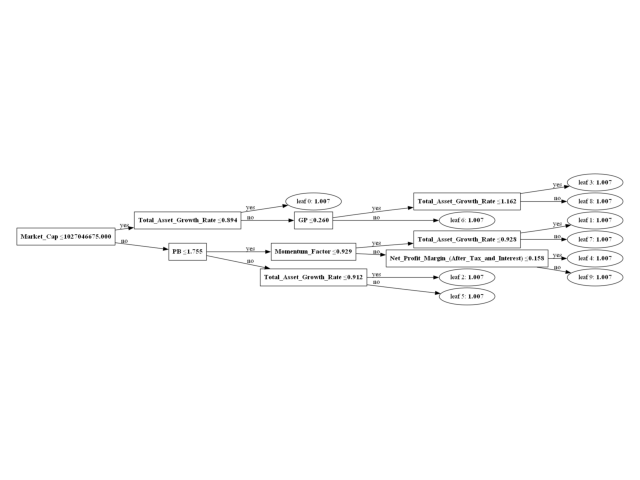 leaf 3: 1.007
yes
Total_Asset_Growth_Rate ≤1.162
no
leaf 8: 1.007
yes
leaf 0: 1.007
yes
Total_Asset_Growth_Rate ≤0.894
no
GP ≤0.260
no
leaf 6: 1.007
yes
leaf 1: 1.007
yes
Market_Cap ≤1027046675.000
no
Total_Asset_Growth_Rate ≤0.928
no
leaf 7: 1.007
yes
PB ≤1.755
yes
Momentum_Factor ≤0.929
no
Net_Profit_Margin_(After_Tax_and_Interest) ≤0.158
yes
leaf 4: 1.007
no
leaf 9: 1.007
no
Total_Asset_Growth_Rate ≤0.912
yes
leaf 2: 1.007
no
leaf 5: 1.007